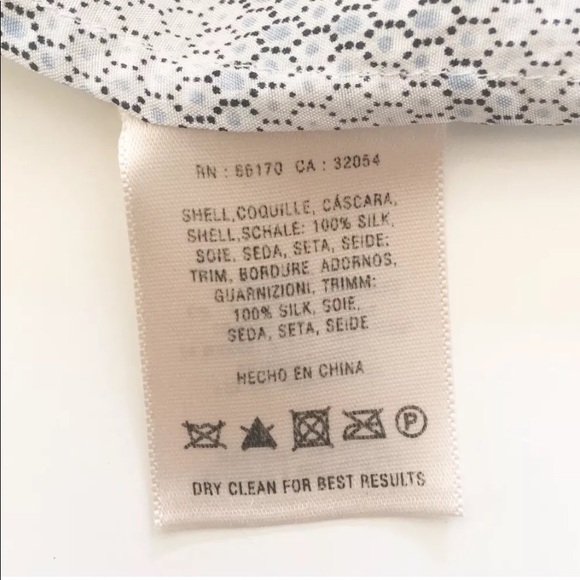 RN : 66170 CA : 32054
SHELL,COQUILLE, CÁSCARA,
SHELL,SCHALE: 100% SILK,
SOIE, SEDA, SETA, SEIDE;
TRIM, BORDURE, ADORNOS,
GUARNIZIONI, TRIMM:
100% SILK, SOIE,
SEDA, SETA, SEIDE
HECHO EN CHINA
P
DRY CLEAN FOR BEST RESULTS